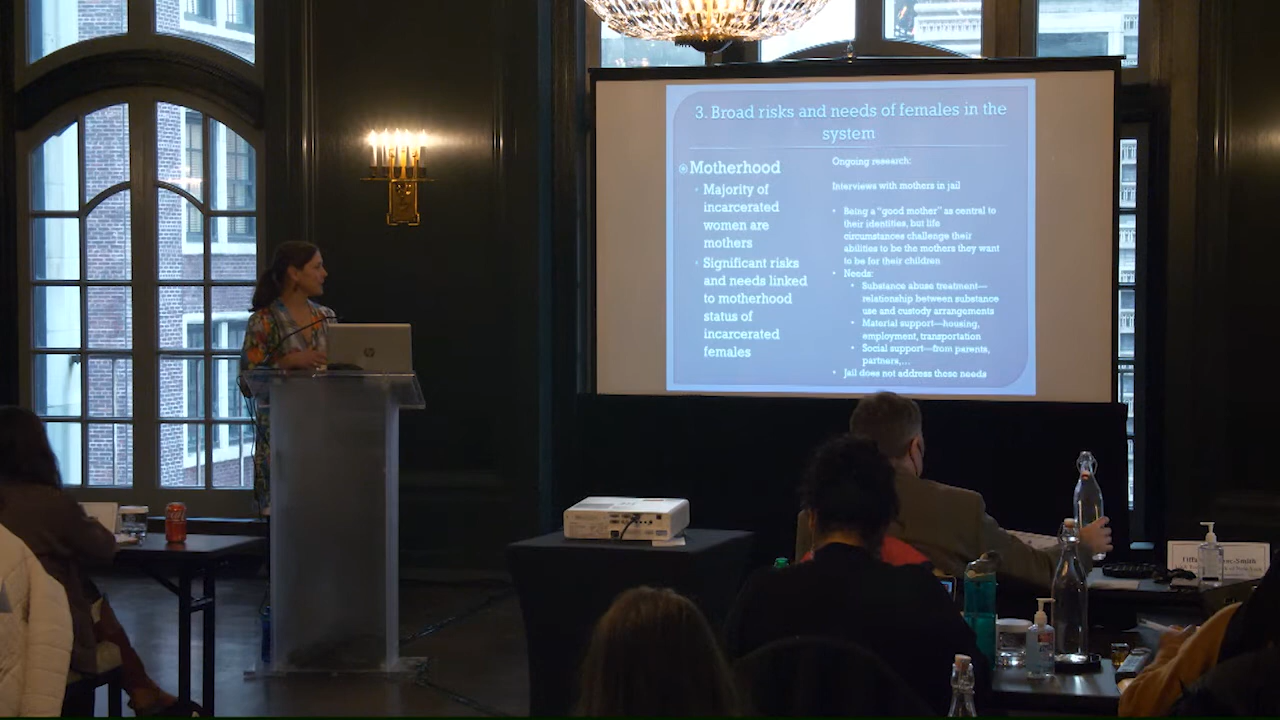 3. Broad risks and needs of females in the
system
Motherhood
Majority of
incarcerated
women are
mothers
Significant risks
and needs linked
to motherhood
status of
incarcerated
females
Ongoing research:
Interviews with mothers in jail
• Being a "good mother" as central to
their identities, but life
circumstances challenge their
abilities to be the mothers they want
to be for their children
• Needs:
• Substance abuse treatment—
relationship between substance
use and custody arrangements
• Material support—housing,
employment, transportation
• Social support—from parents,
partners,...
• Jail does not address these needs
hp